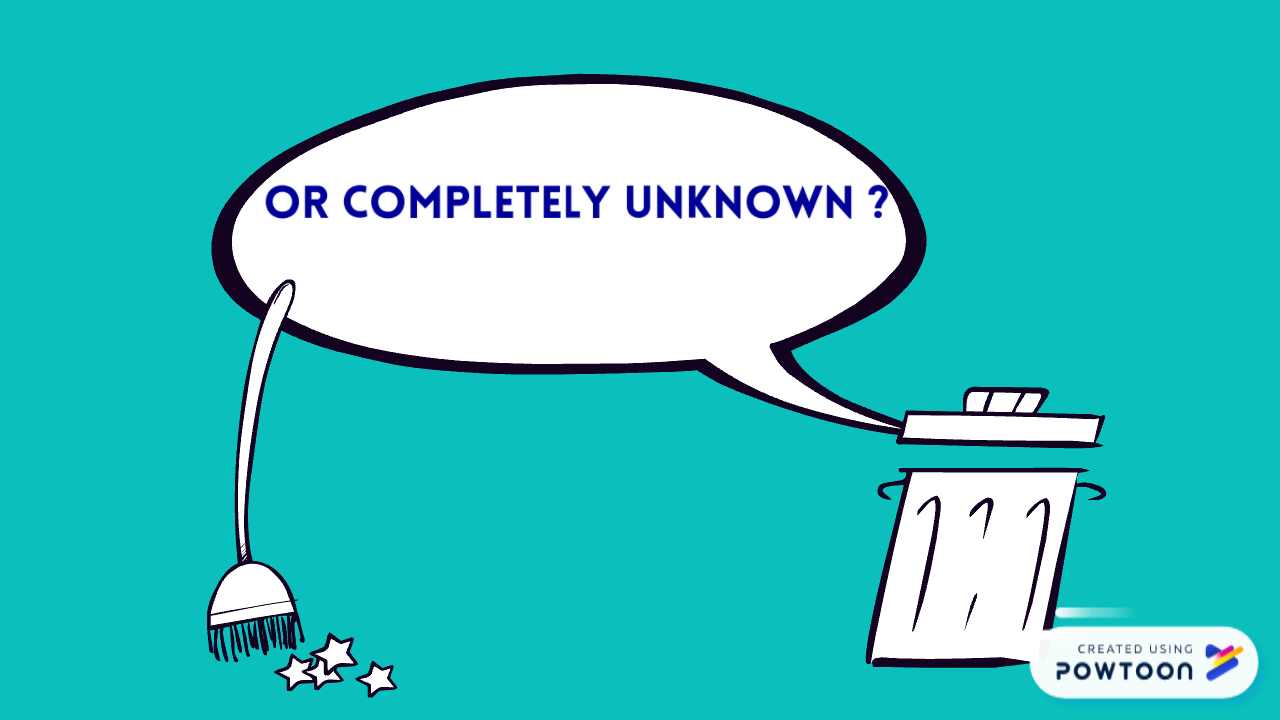 OR COMPLETELY UNKNOWN ?
CREATED USING
POWTOON